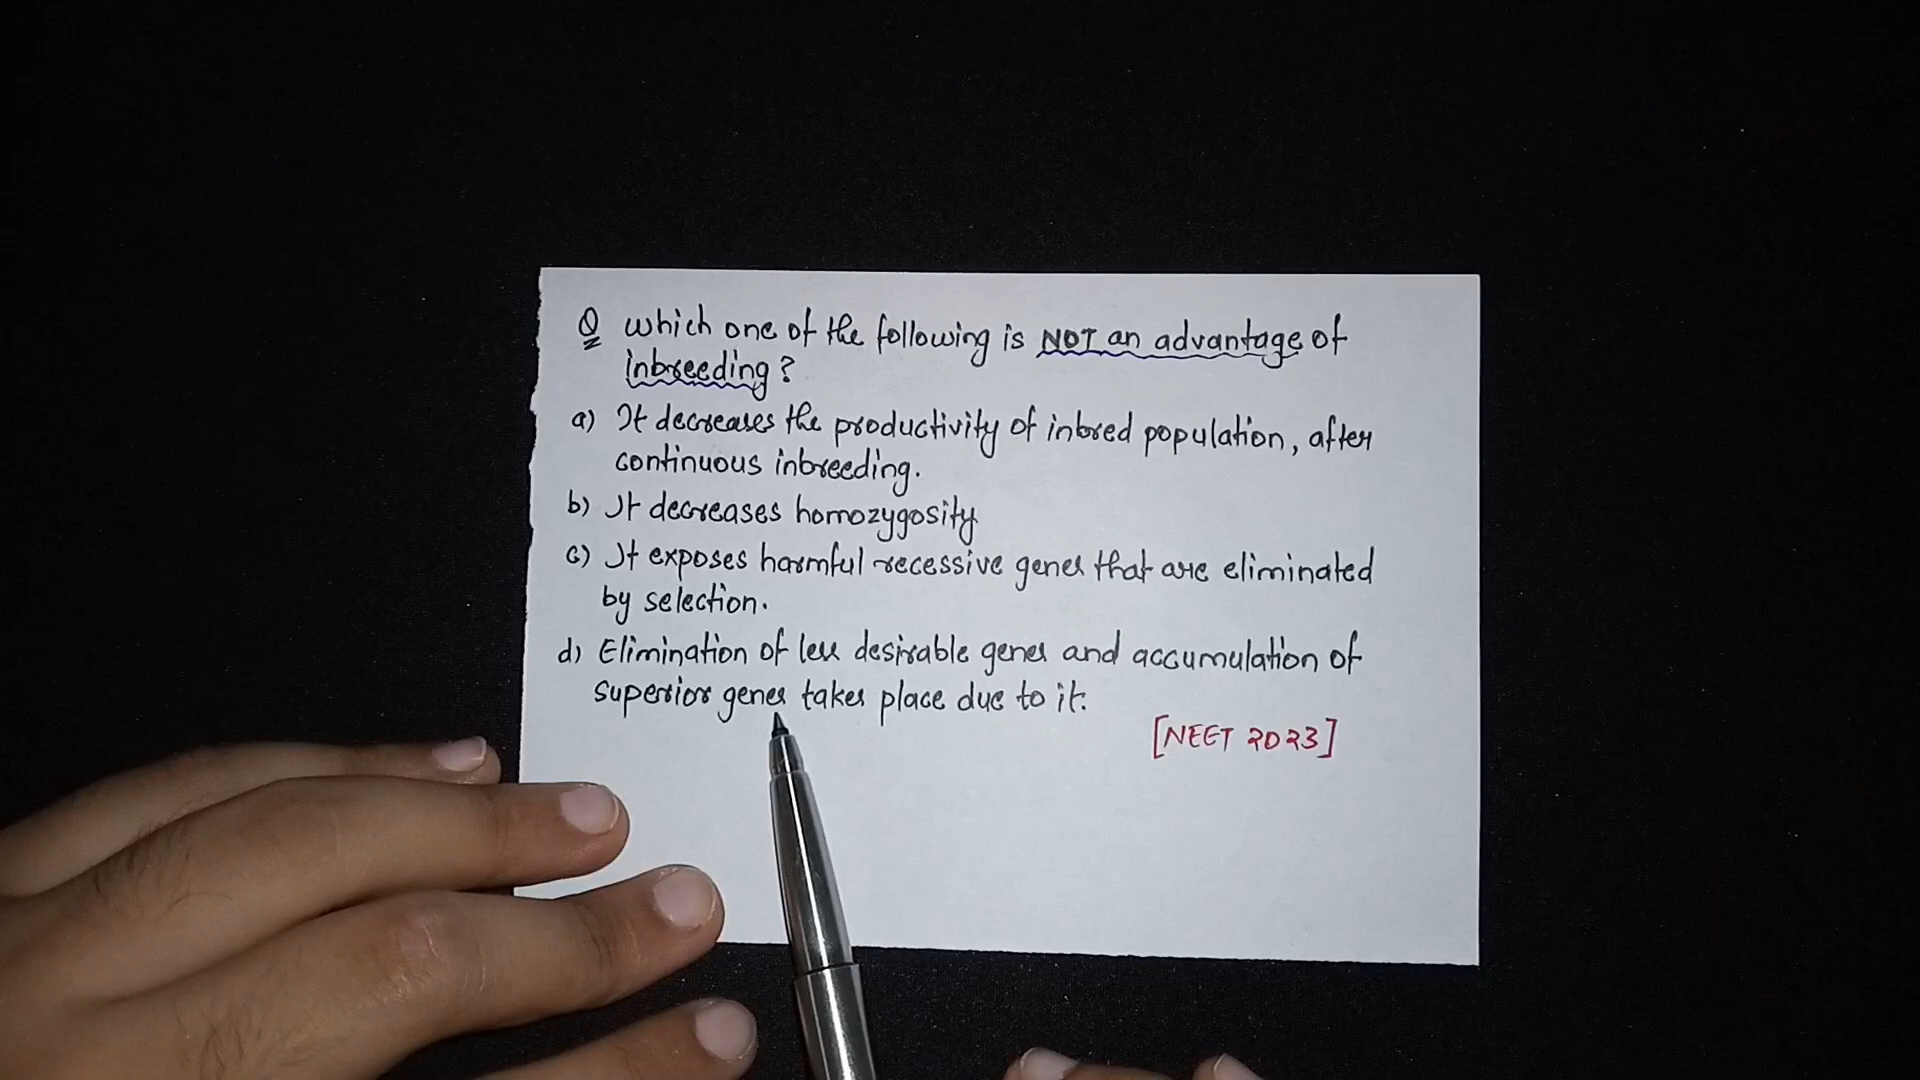 Q which one of the following is NOT an advantage of
inbreeding?
a) It decreases the productivity of inbred population, after
continuous inbreeding.
b) It decreases homozygosity
c) It exposes harmful recessive genes that are eliminated
by selection.
d) Elimination of less desirable genes and accumulation of
superior genes takes place due to it.
[NEET 2023]